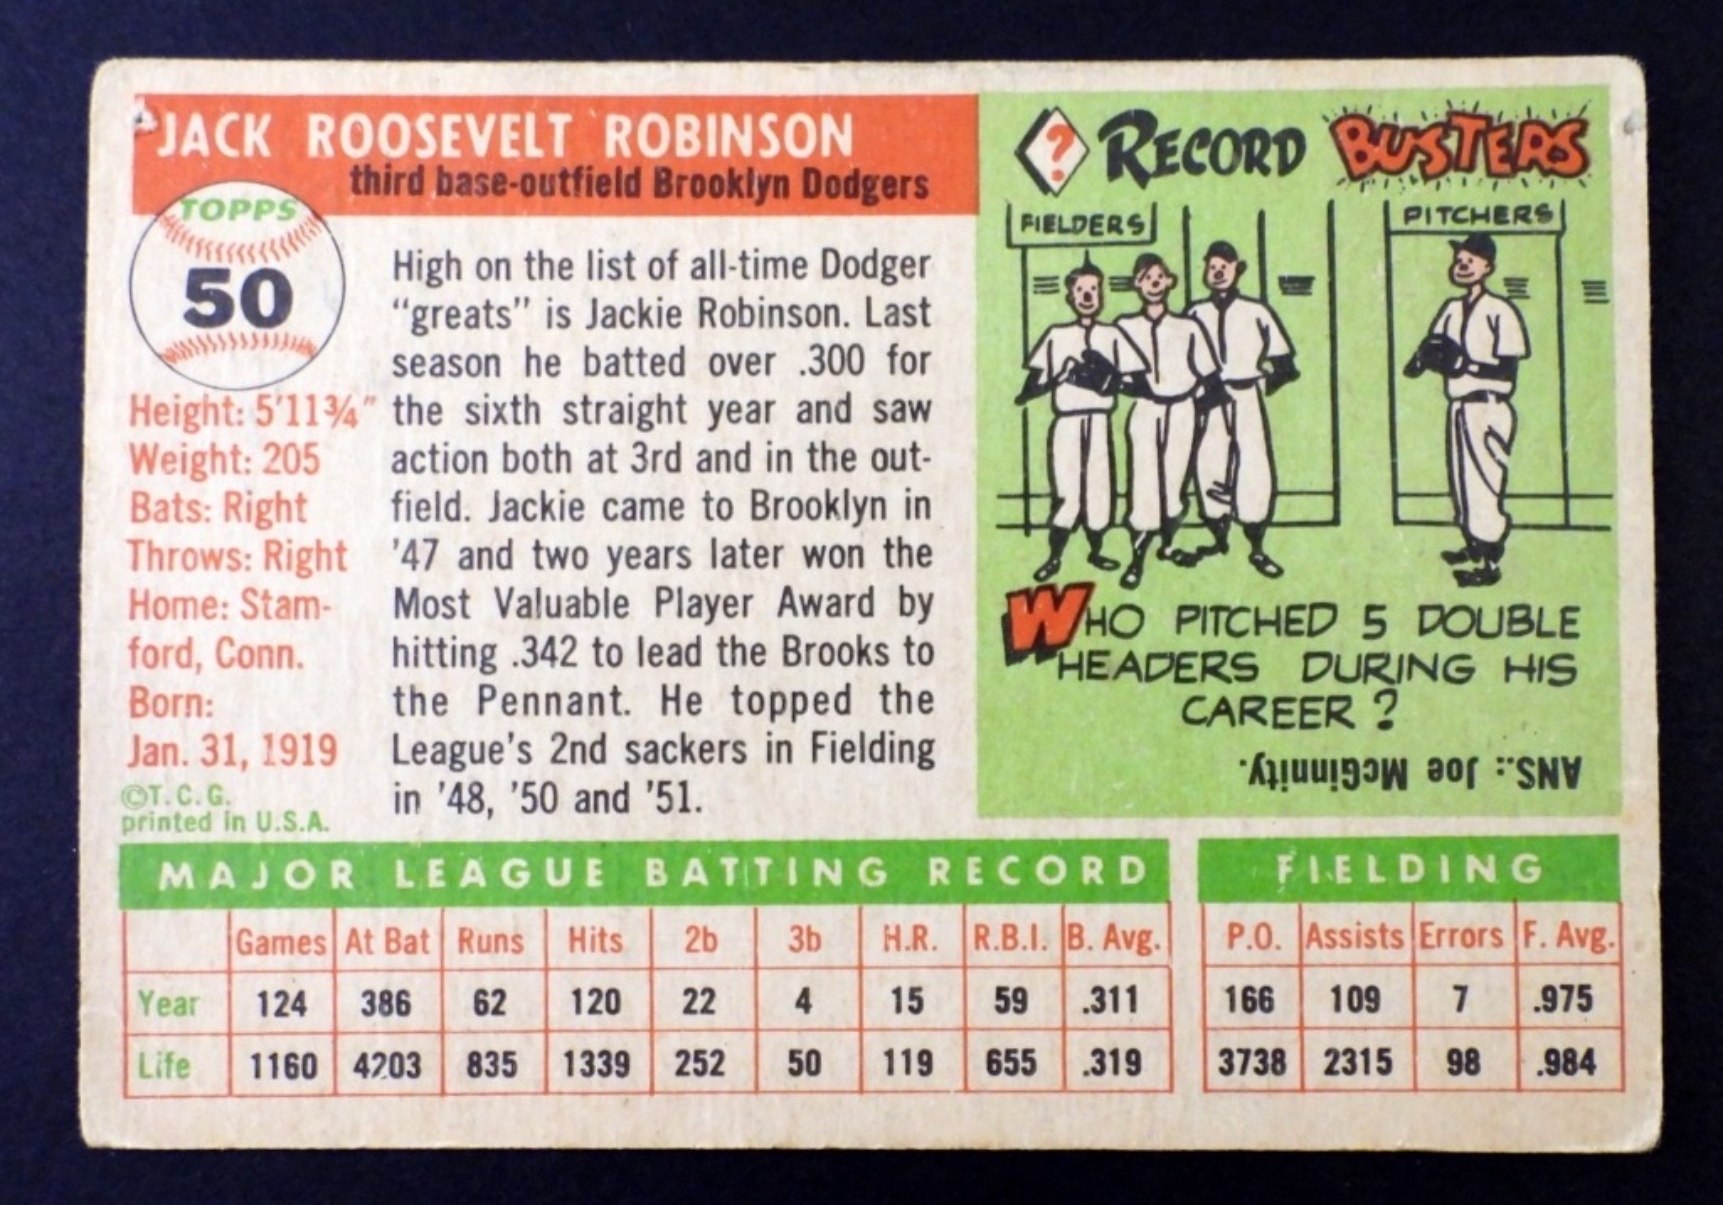 JACK ROOSEVELT ROBINSON
third base-outfield Brooklyn Dodgers
TOPPS
50
Height: 5'11¾"
Weight: 205
Bats: Right
Throws: Right
Home: Stam-
ford, Conn.
Born:
Jan. 31, 1919
©T. C. G.
printed in U.S.A.
High on the list of all-time Dodger
"greats" is Jackie Robinson. Last
season he batted over .300 for
the sixth straight year and saw
action both at 3rd and in the out-
field. Jackie came to Brooklyn in
'47 and two years later won the
Most Valuable Player Award by
hitting .342 to lead the Brooks to
the Pennant. He topped the
League's 2nd sackers in Fielding
in '48, '50 and '51.
? RECORD BUSTERS
FIELDERS
PITCHERS
WHO PITCHED 5 DOUBLE
HEADERS DURING HIS
CAREER ?
ANS.: Joe McGinnity.
MAJOR LEAGUE BATTING RECORD
Games At Bat Runs Hits 2b 3b H.R. R.B.I. B. Avg.
Year 124 386 62 120 22 4 15 59 .311
Life 1160 4203 835 1339 252 50 119 655 .319
FIELDING
P.O. Assists Errors F. Avg.
166 109 7 .975
3738 2315 98 .984